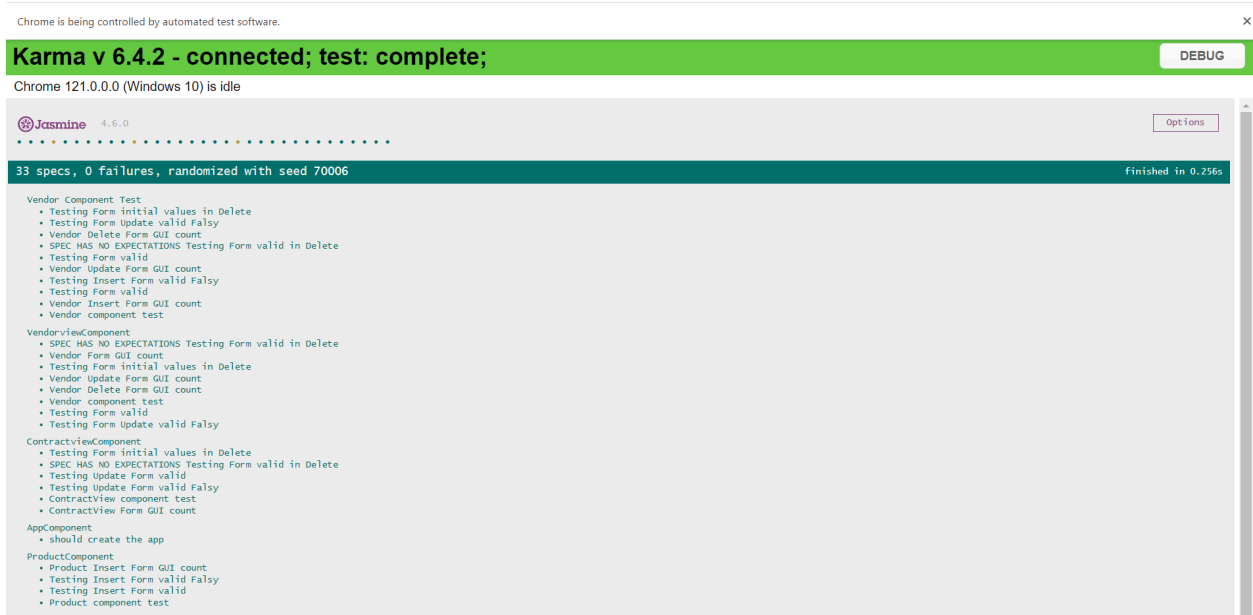 Chrome is being controlled by automated test software.
Karma v 6.4.2 - connected; test: complete;
DEBUG
Chrome 121.0.0.0 (Windows 10) is idle
Jasmine 4.6.0
Options
33 specs, 0 failures, randomized with seed 70006
finished in 0.256s
Vendor Component Test
• Testing Form initial values in Delete
• Testing Form Update valid Falsy
• Vendor Delete Form GUI count
• SPEC HAS NO EXPECTATIONS Testing Form valid in Delete
• Testing Form valid
• Vendor Update Form GUI count
• Testing Insert Form valid Falsy
• Testing Form valid
• Vendor Insert Form GUI count
• Vendor component test
VendorviewComponent
• SPEC HAS NO EXPECTATIONS Testing Form valid in Delete
• Vendor Form GUI count
• Testing Form initial values in Delete
• Vendor Update Form GUI count
• Vendor Delete Form GUI count
• Vendor component test
• Testing Form valid
• Testing Form Update valid Falsy
ContractviewComponent
• Testing Form initial values in Delete
• SPEC HAS NO EXPECTATIONS Testing Form valid in Delete
• Testing Update Form valid
• Testing Update Form valid Falsy
• ContractView component test
• ContractView Form GUI count
AppComponent
• should create the app
ProductComponent
• Product Insert Form GUI count
• Testing Insert Form valid Falsy
• Testing Insert Form valid
• Product component test